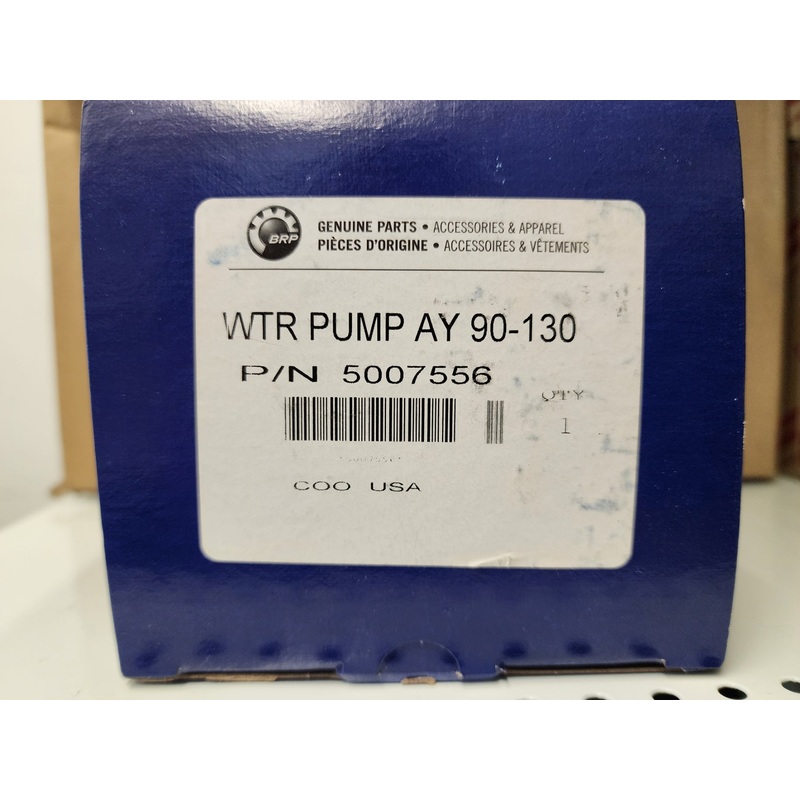 BRP
GENUINE PARTS • ACCESSORIES & APPAREL
PIÈCES D'ORIGINE • ACCESSOIRES & VÊTEMENTS
WTR PUMP AY 90-130
P/N 5007556
QTY
1
COO USA